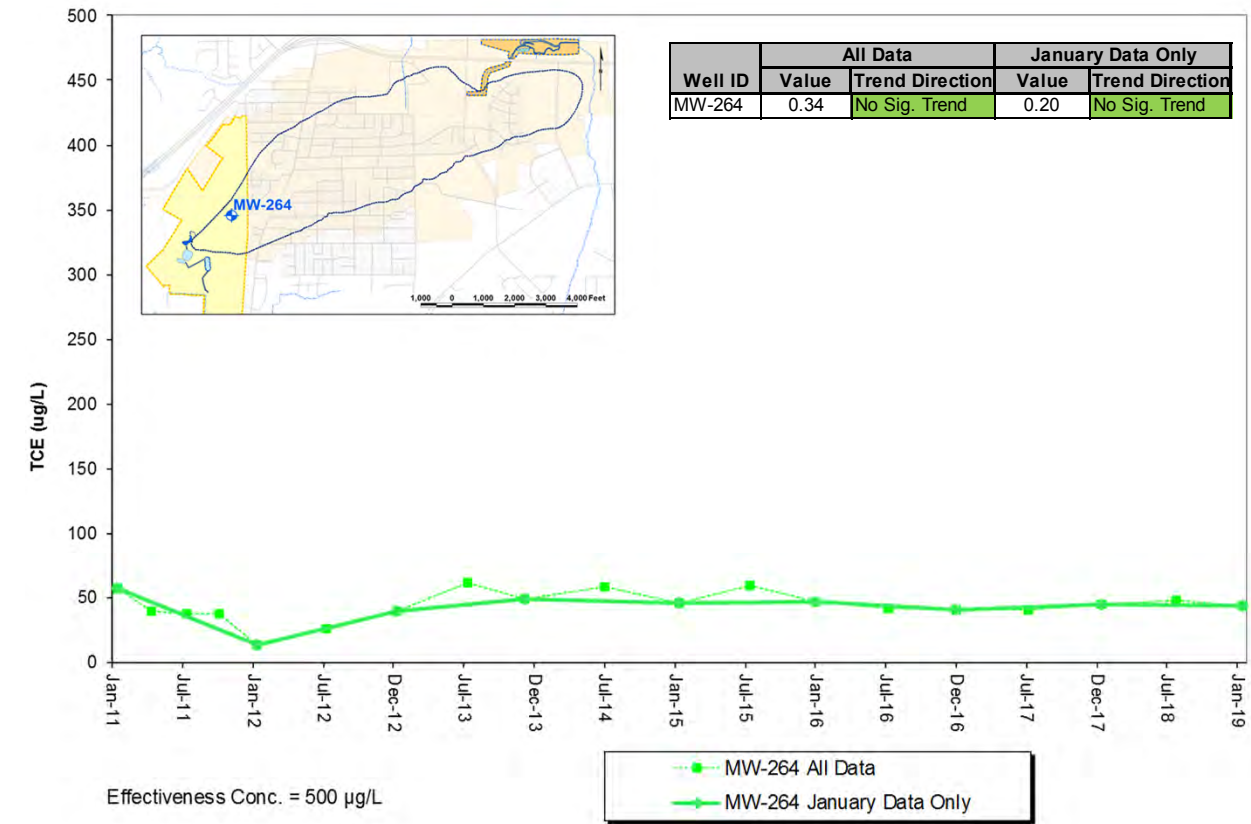 500
450
400
350
300
250
200
150
100
50
0
TCE (ug/L)
MW-264
1,000 0 1,000 2,000 3,000 4,000 Feet
All Data January Data Only
Well ID Value Trend Direction Value Trend Direction
MW-264 0.34 No Sig. Trend 0.20 No Sig. Trend
Jan-11
Jul-11
Jan-12
Jul-12
Dec-12
Jul-13
Dec-13
Jul-14
Jan-15
Jul-15
Jan-16
Jul-16
Dec-16
Jul-17
Dec-17
Jul-18
Jan-19
Effectiveness Conc. = 500 µg/L
MW-264 All Data
MW-264 January Data Only